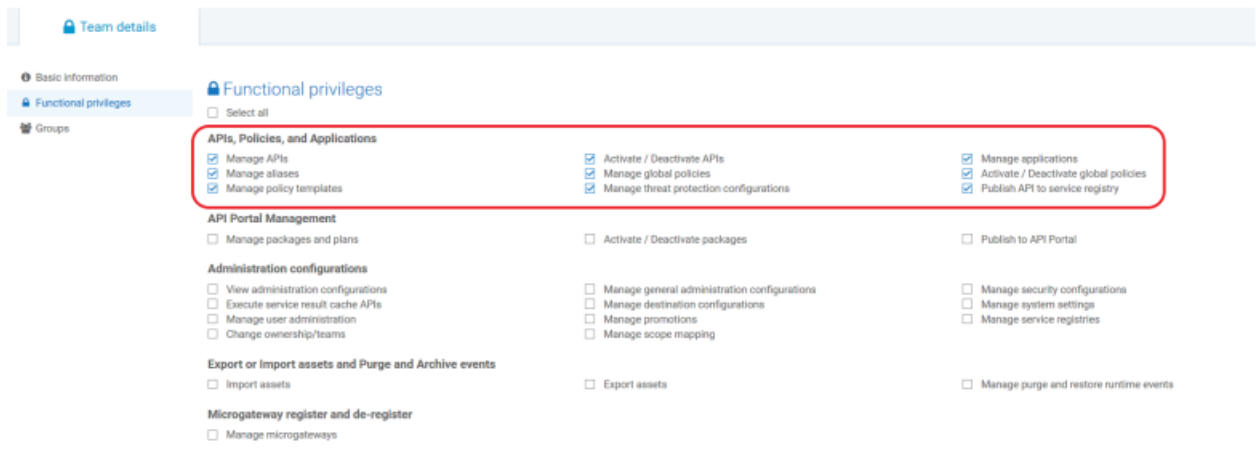 Team details
Basic information
Functional privileges
Groups
Functional privileges
Select all
APIs, Policies, and Applications
Manage APIs Activate / Deactivate APIs Manage applications
Manage aliases Manage global policies Activate / Deactivate global policies
Manage policy templates Manage threat protection configurations Publish API to service registry
API Portal Management
Manage packages and plans Activate / Deactivate packages Publish to API Portal
Administration configurations
View administration configurations Manage general administration configurations Manage security configurations
Execute service result cache APIs Manage destination configurations Manage system settings
Manage user administration Manage promotions Manage service registries
Change ownership/teams Manage scope mapping
Export or Import assets and Purge and Archive events
Import assets Export assets Manage purge and restore runtime events
Microgateway register and de-register
Manage microgateways